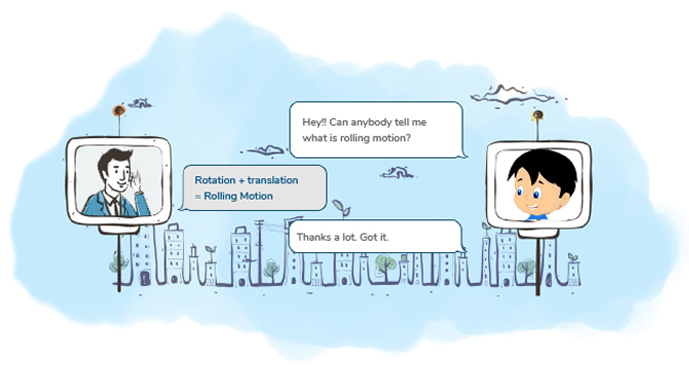 Hey!! Can anybody tell me
what is rolling motion?
Rotation + translation
= Rolling Motion
Thanks a lot. Got it.